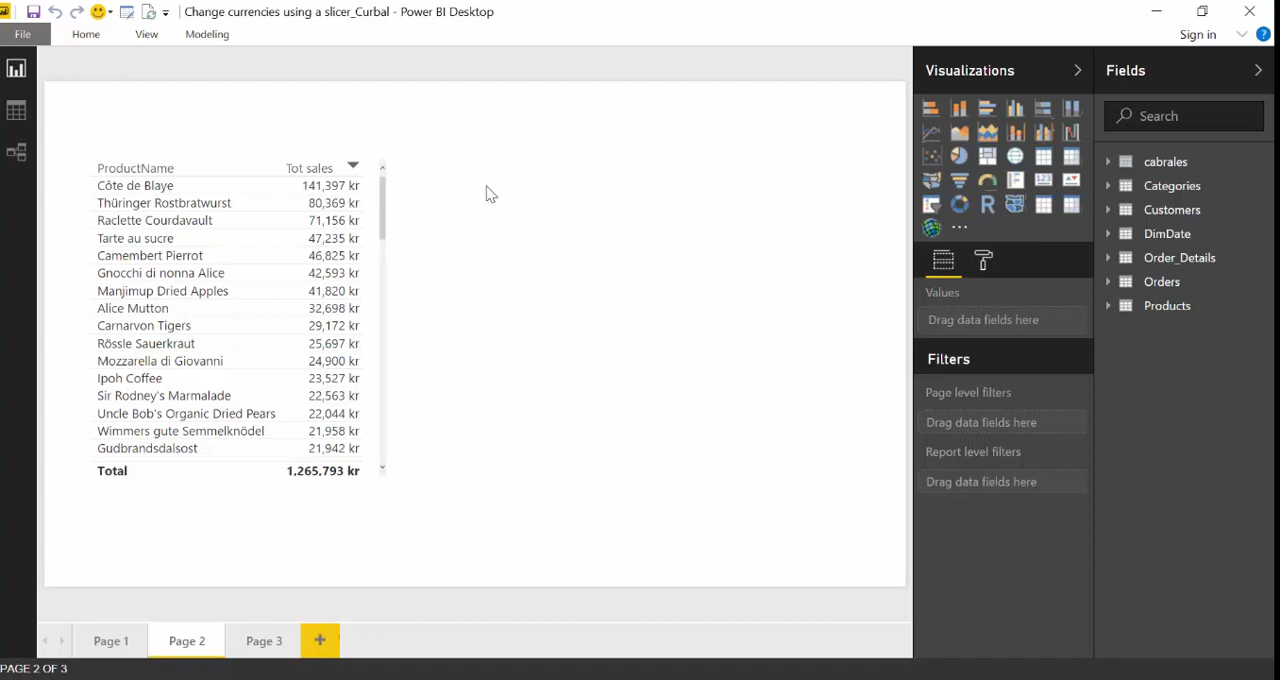 Change currencies using a slicer_Curbal - Power BI Desktop
File Home View Modeling Sign in ?
Visualizations
Fields
Search
ProductName Tot sales
Côte de Blaye 141,397 kr
Thüringer Rostbratwurst 80,369 kr
Raclette Courdavault 71,156 kr
Tarte au sucre 47,235 kr
Camembert Pierrot 46,825 kr
Gnocchi di nonna Alice 42,593 kr
Manjimup Dried Apples 41,820 kr
Alice Mutton 32,698 kr
Carnarvon Tigers 29,172 kr
Rössle Sauerkraut 25,697 kr
Mozzarella di Giovanni 24,900 kr
Ipoh Coffee 23,527 kr
Sir Rodney's Marmalade 22,563 kr
Uncle Bob's Organic Dried Pears 22,044 kr
Wimmers gute Semmelknödel 21,958 kr
Gudbrandsdalsost 21,942 kr
Total 1,265,793 kr
R
123
Values
Drag data fields here
Filters
Page level filters
Drag data fields here
Report level filters
Drag data fields here
cabrales
Categories
Customers
DimDate
Order_Details
Orders
Products
Page 1 Page 2 Page 3 +
PAGE 2 OF 3